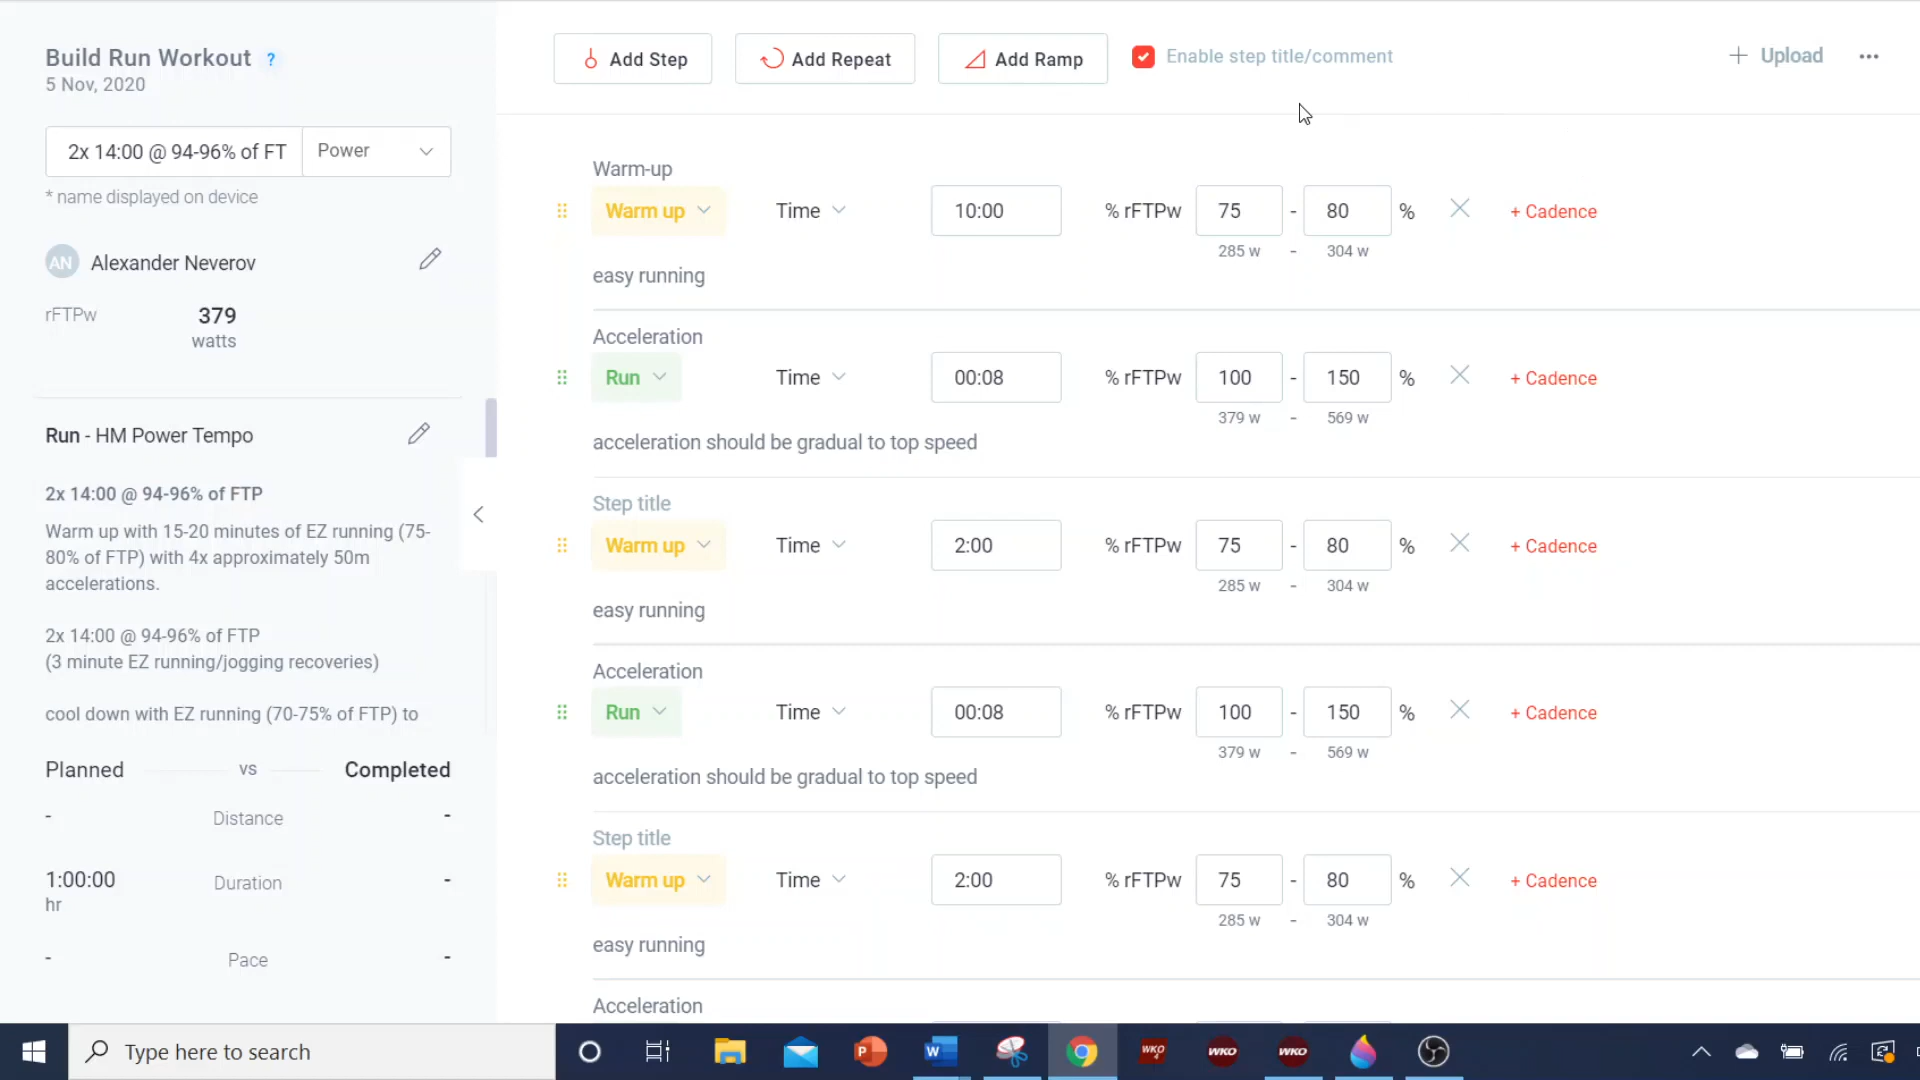 Build Run Workout ?
5 Nov, 2020
2x 14:00 @ 94-96% of FT Power
* name displayed on device
AN Alexander Neverov
rFTPw 379
watts
Run - HM Power Tempo
2x 14:00 @ 94-96% of FTP
Warm up with 15-20 minutes of EZ running (75-
80% of FTP) with 4x approximately 50m
accelerations.
2x 14:00 @ 94-96% of FTP
(3 minute EZ running/jogging recoveries)
cool down with EZ running (70-75% of FTP) to
Planned vs Completed
- Distance -
1:00:00 Duration -
hr
- Pace -
Add Step Add Repeat Add Ramp Enable step title/comment + Upload ...
Warm-up
Warm up Time 10:00 % rFTPw 75 - 80 % + Cadence
285 w - 304 w
easy running
Acceleration
Run Time 00:08 % rFTPw 100 - 150 % + Cadence
379 w - 569 w
acceleration should be gradual to top speed
Step title
Warm up Time 2:00 % rFTPw 75 - 80 % + Cadence
285 w - 304 w
easy running
Acceleration
Run Time 00:08 % rFTPw 100 - 150 % + Cadence
379 w - 569 w
acceleration should be gradual to top speed
Step title
Warm up Time 2:00 % rFTPw 75 - 80 % + Cadence
285 w - 304 w
easy running
Acceleration
Type here to search
P W WKO 4 WKO WKO